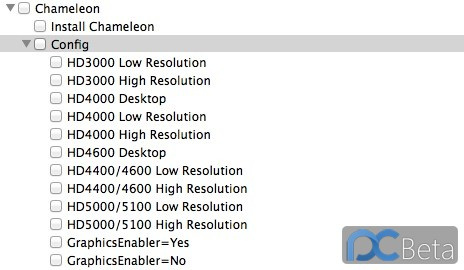 Chameleon
Install Chameleon
Config
HD3000 Low Resolution
HD3000 High Resolution
HD4000 Desktop
HD4000 Low Resolution
HD4000 High Resolution
HD4600 Desktop
HD4400/4600 Low Resolution
HD4400/4600 High Resolution
HD5000/5100 Low Resolution
HD5000/5100 High Resolution
GraphicsEnabler=Yes
GraphicsEnabler=No
PCBeta